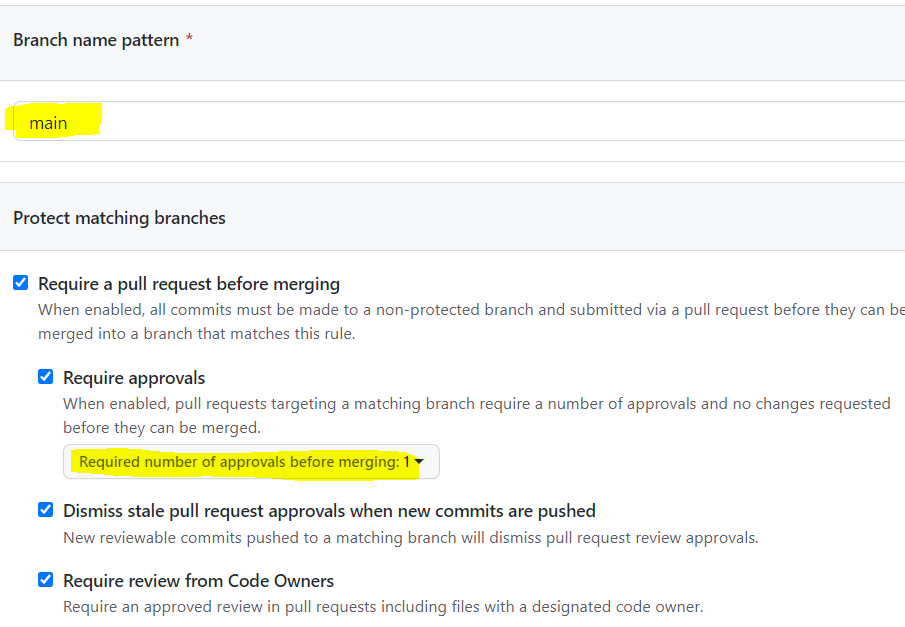 Branch name pattern *
main
Protect matching branches
Require a pull request before merging
When enabled, all commits must be made to a non-protected branch and submitted via a pull request before they can be
merged into a branch that matches this rule.
Require approvals
When enabled, pull requests targeting a matching branch require a number of approvals and no changes requested
before they can be merged.
Required number of approvals before merging: 1
Dismiss stale pull request approvals when new commits are pushed
New reviewable commits pushed to a matching branch will dismiss pull request review approvals.
Require review from Code Owners
Require an approved review in pull requests including files with a designated code owner.